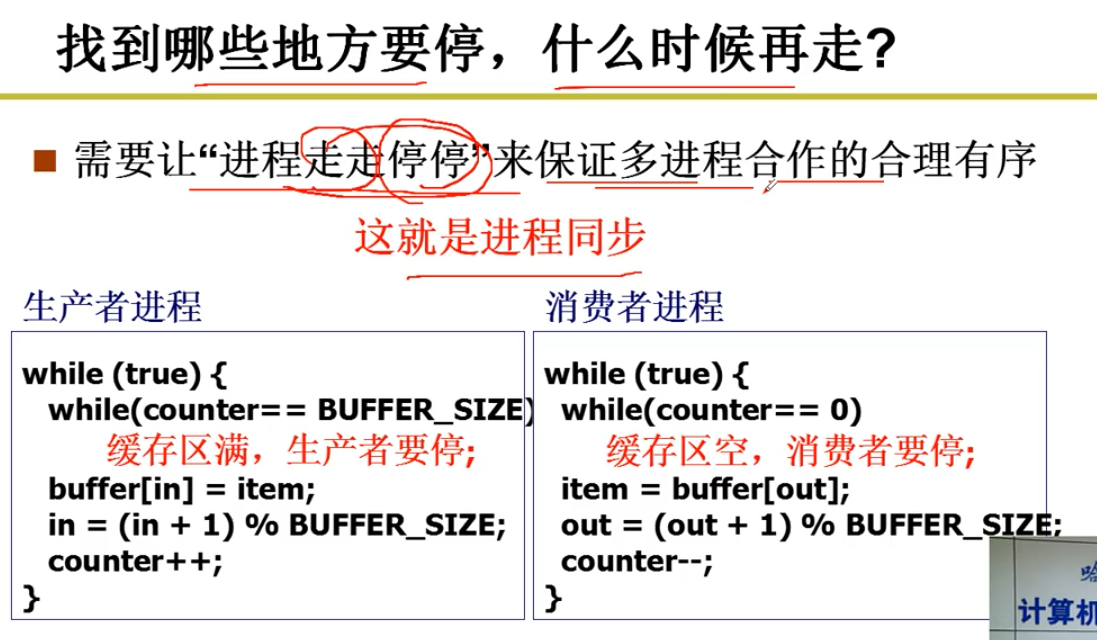 找到哪些地方要停，什么时候再走?
需要让“进程走走停停”来保证多进程合作的合理有序
这就是进程同步
生产者进程
while (true) {
while(counter== BUFFER_SIZE)
缓存区满，生产者要停;
buffer[in] = item;
in = (in + 1) % BUFFER_SIZE;
counter++;
}
消费者进程
while (true) {
while(counter== 0)
缓存区空，消费者要停;
item = buffer[out];
out = (out + 1) % BUFFER_SIZE;
counter--;
}
计算机